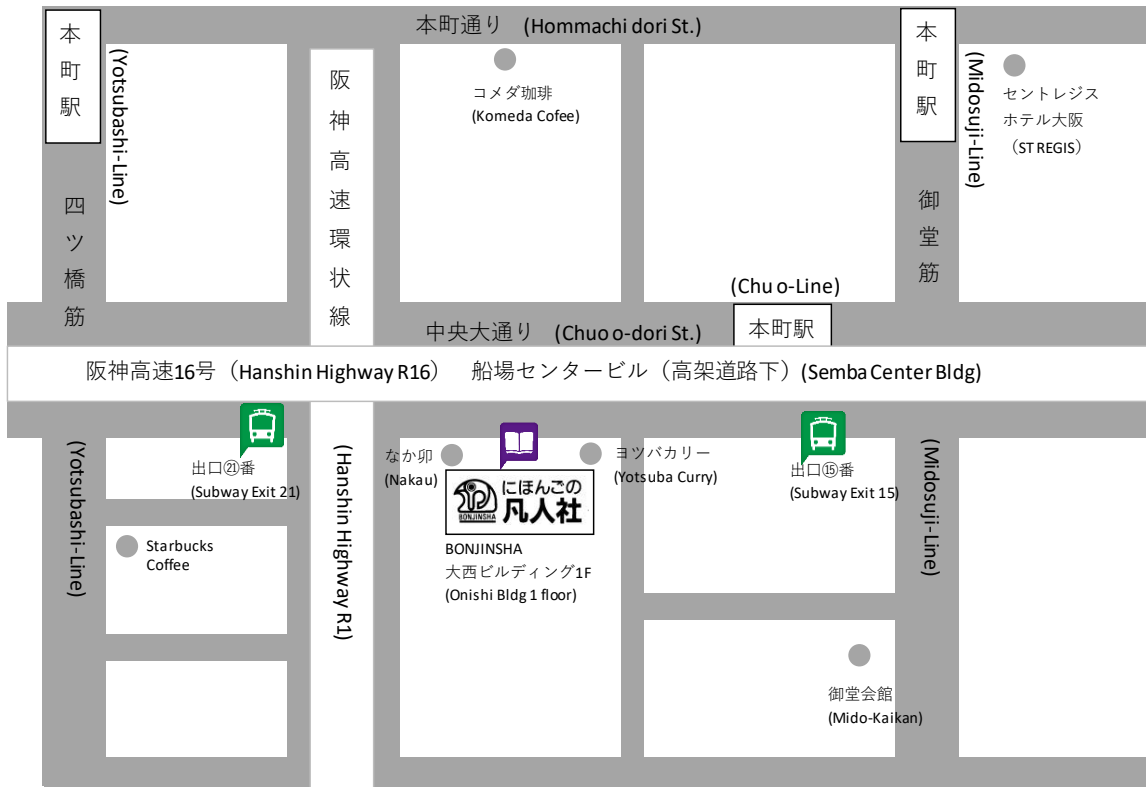 本町通り (Hommachi dori St.)
本町駅
(Yotsubashi-Line)
四ツ橋筋
阪神高速環状線
コメダ珈琲
(Komeda Cofee)
本町駅
(Midosuji-Line)
御堂筋
セントレジス
ホテル大阪
（ST REGIS）
(Chuo-Line)
本町駅
中央大通り (Chuo o-dori St.)
阪神高速16号（Hanshin Highway R16） 船場センタービル（高架道路下）(Semba Center Bldg)
(Yotsubashi-Line)
出口㉑番
(Subway Exit 21)
Starbucks
Coffee
(Hanshin Highway R1)
なか卯
(Nakau)
ヨツバカリー
(Yotsuba Curry)
にほんごの
凡人社
BONJINSHA
BONJINSHA
大西ビルディング1F
(Onishi Bldg 1 floor)
出口⑮番
(Subway Exit 15)
(Midosuji-Line)
御堂会館
(Mido-Kaikan)